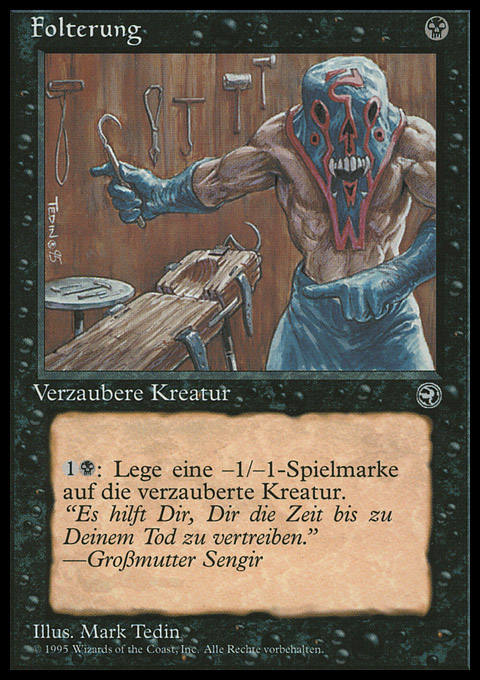 Folterung
TEDIN©95
Verzaubere Kreatur
1: Lege eine –1/–1-Spielmarke
auf die verzauberte Kreatur.
“Es hilft Dir, Dir die Zeit bis zu
Deinem Tod zu vertreiben.”
—Großmutter Sengir
Illus. Mark Tedin
© 1995 Wizards of the Coast, Inc. Alle Rechte vorbehalten.